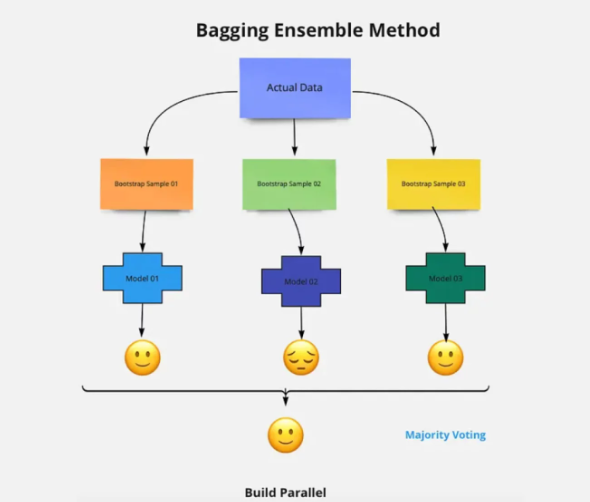 Bagging Ensemble Method
Actual Data
Bootstrap Sample 01
Bootstrap Sample 02
Bootstrap Sample 03
Model 01
Model 02
Model 03
Majority Voting
Build Parallel